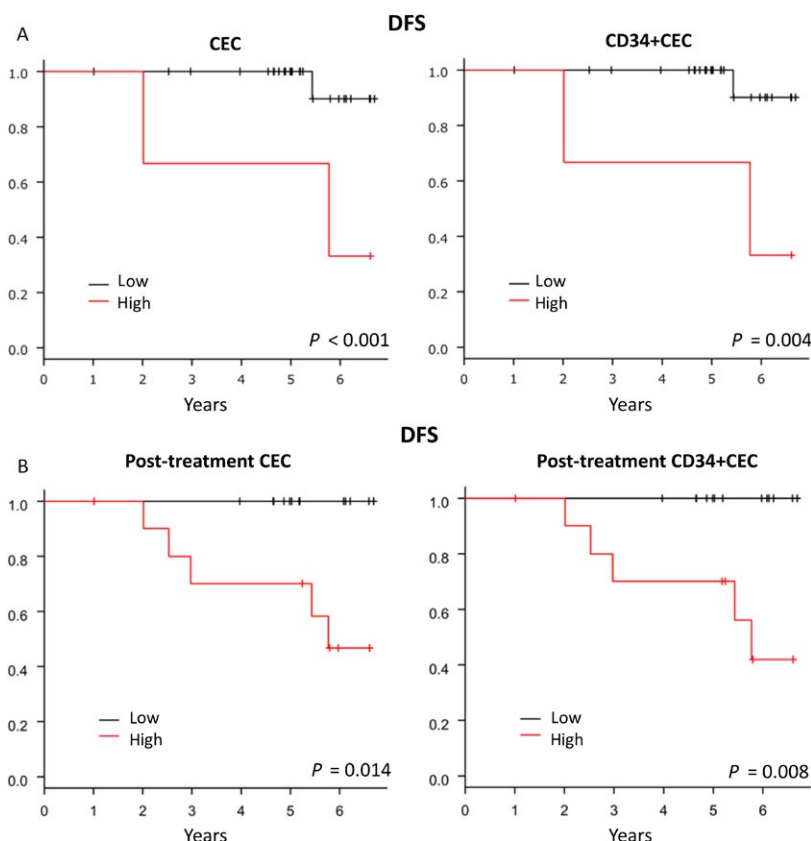 DFS
A
CEC
CD34+CEC
1.0
0.8
0.6
0.4
0.2
0.0
Low
High
P < 0.001
0 1 2 3 4 5 6
Years
1.0
0.8
0.6
0.4
0.2
0.0
Low
High
P = 0.004
0 1 2 3 4 5 6
Years
DFS
B
Post-treatment CEC
Post-treatment CD34+CEC
1.0
0.8
0.6
0.4
0.2
0.0
Low
High
P = 0.014
0 1 2 3 4 5 6
Years
1.0
0.8
0.6
0.4
0.2
0.0
Low
High
P = 0.008
0 1 2 3 4 5 6
Years